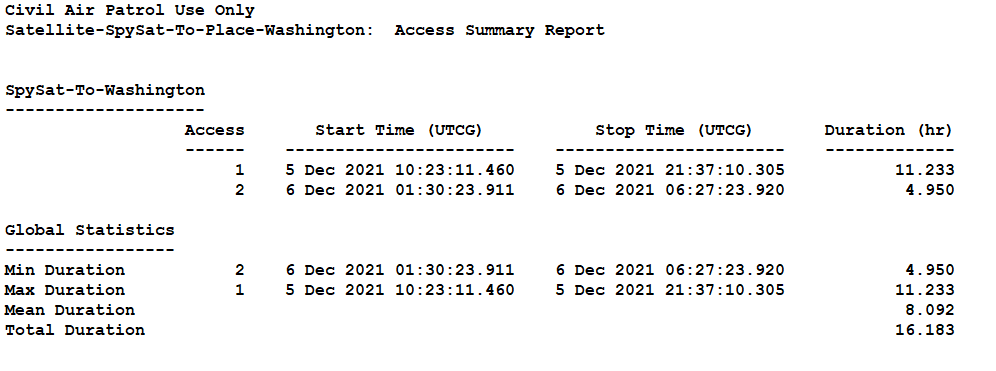 Civil Air Patrol Use Only
Satellite-SpySat-To-Place-Washington:  Access Summary Report
SpySat-To-Washington
--------------------
Access       Start Time (UTCG)           Stop Time (UTCG)       Duration (hr)
------    -----------------------    -----------------------    -------------
1    5 Dec 2021 10:23:11.460    5 Dec 2021 21:37:10.305           11.233
2    6 Dec 2021 01:30:23.911    6 Dec 2021 06:27:23.920            4.950
Global Statistics
-----------------
Min Duration           2    6 Dec 2021 01:30:23.911    6 Dec 2021 06:27:23.920            4.950
Max Duration           1    5 Dec 2021 10:23:11.460    5 Dec 2021 21:37:10.305           11.233
Mean Duration                                                                             8.092
Total Duration                                                                           16.183